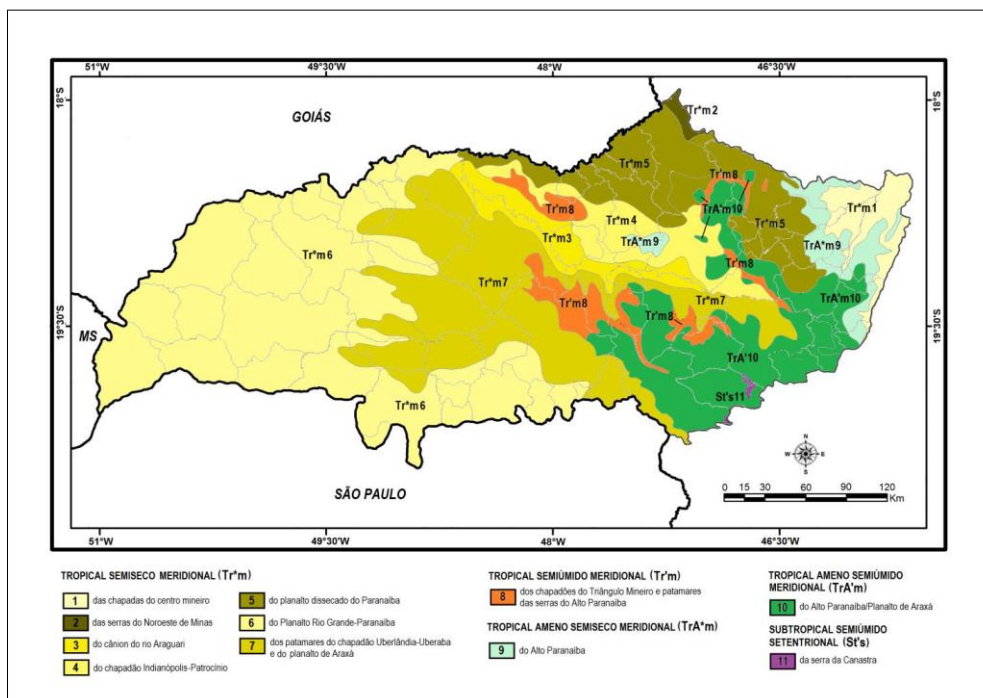 51°W
49°30'W
48°W
46°30'W
18°S
18°S
GOIÁS
Tr*m2
Tr*m5
Tr'm8
TrA'm10
Tr*m1
Tr'm8
Tr*m4
Tr*m5
Tr*m3
TrA*m9
TrA*m9
Tr*m6
Tr'm8
Tr*m7
Tr*m7
TrA'm10
Tr'm8
Tr'm8
19°30'S
19°30'S
MS
TrA'10
St's11
Tr*m6
N
W
E
S
SÃO PAULO
0 15 30 60 90 120
Km
51°W
49°30'W
48°W
46°30'W
TROPICAL SEMISECO MERIDIONAL (Tr*m)
1 das chapadas do centro mineiro
2 das serras do Noroeste de Minas
3 do cânion do rio Araguari
4 do chapadão Indianópolis-Patrocínio
5 do planalto dissecado do Paranaíba
6 do Planalto Rio Grande-Paranaíba
7 dos patamares do chapadão Uberlândia-Uberaba
e do planalto de Araxá
TROPICAL SEMIÚMIDO MERIDIONAL (Tr'm)
8 dos chapadões do Triângulo Mineiro e patamares
das serras do Alto Paranaíba
TROPICAL AMENO SEMISECO MERIDIONAL (TrA*m)
9 do Alto Paranaíba
TROPICAL AMENO SEMIÚMIDO
MERIDIONAL (TrA'm)
10 do Alto Paranaíba/Planalto de Araxá
SUBTROPICAL SEMIÚMIDO
SETENTRIONAL (St's)
11 da serra da Canastra